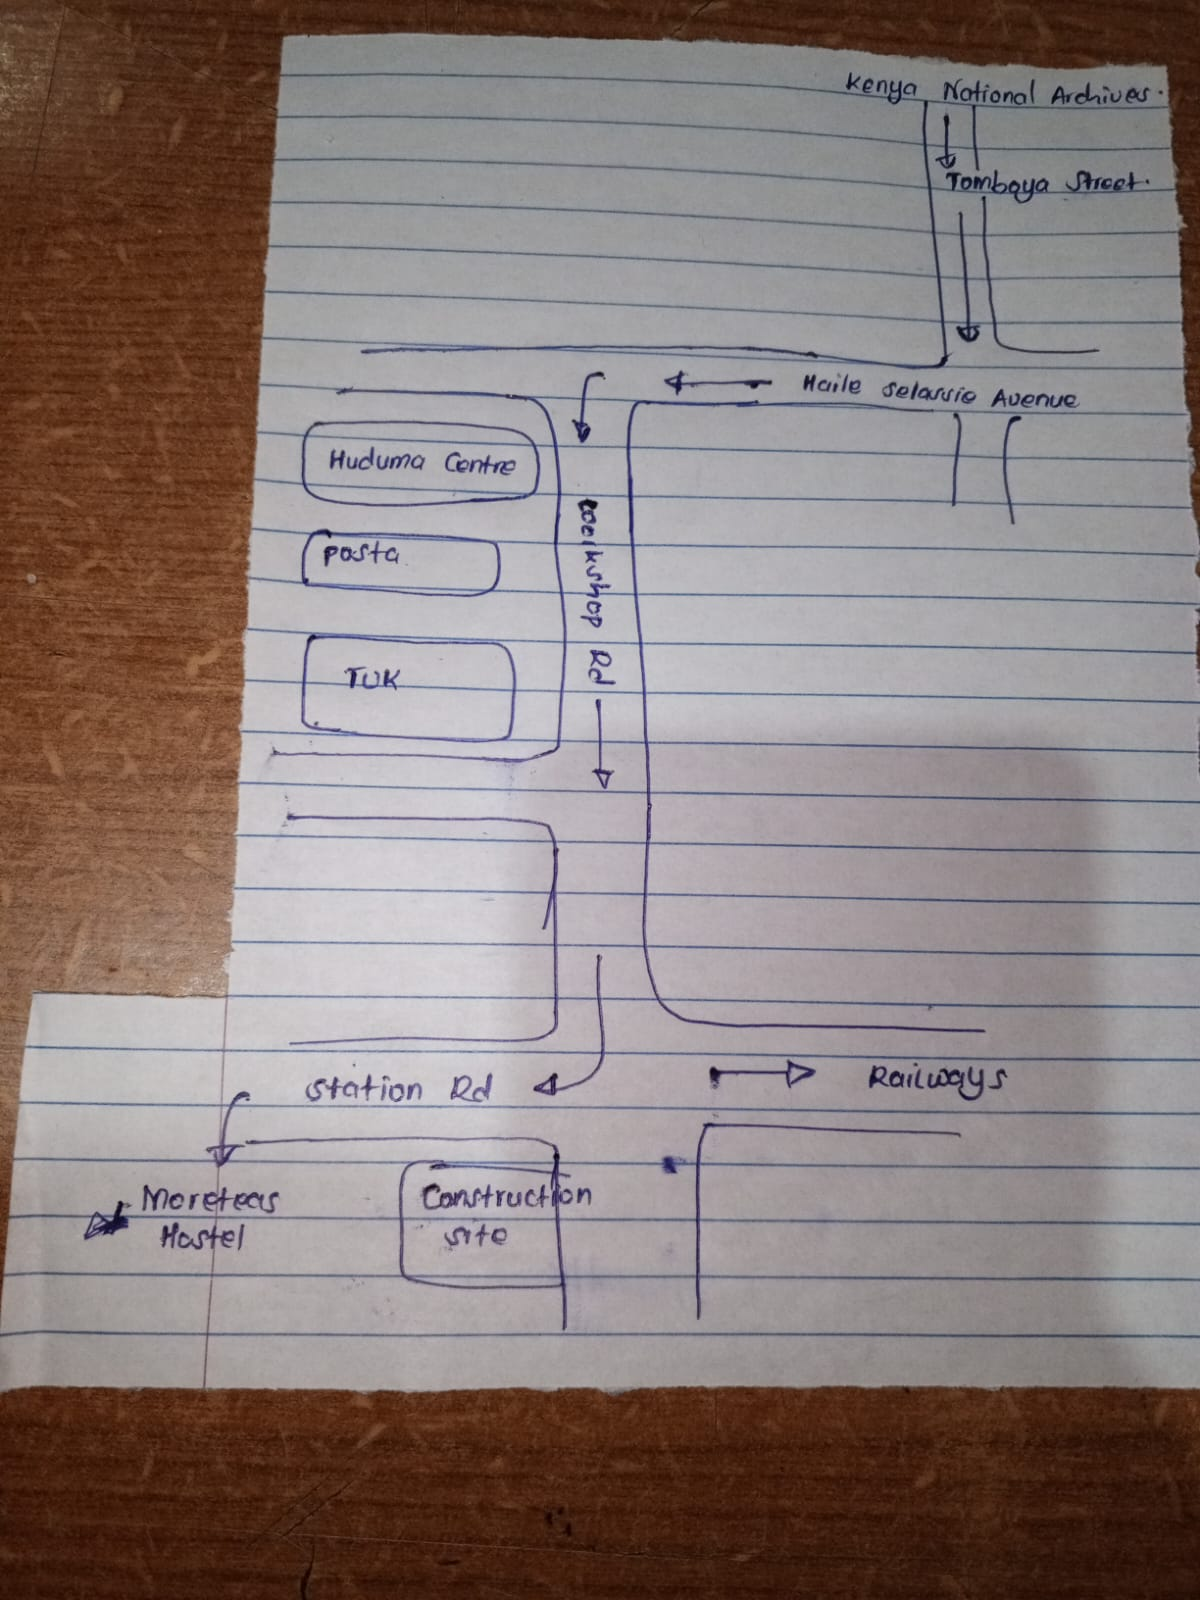 Kenya National Archives.
Tomboya Street.
Haile Selassie Avenue
Huduma Centre
Workshop Rd
posta
TUK
Station Rd
Railways
Moreteas
Hostel
Construction
site